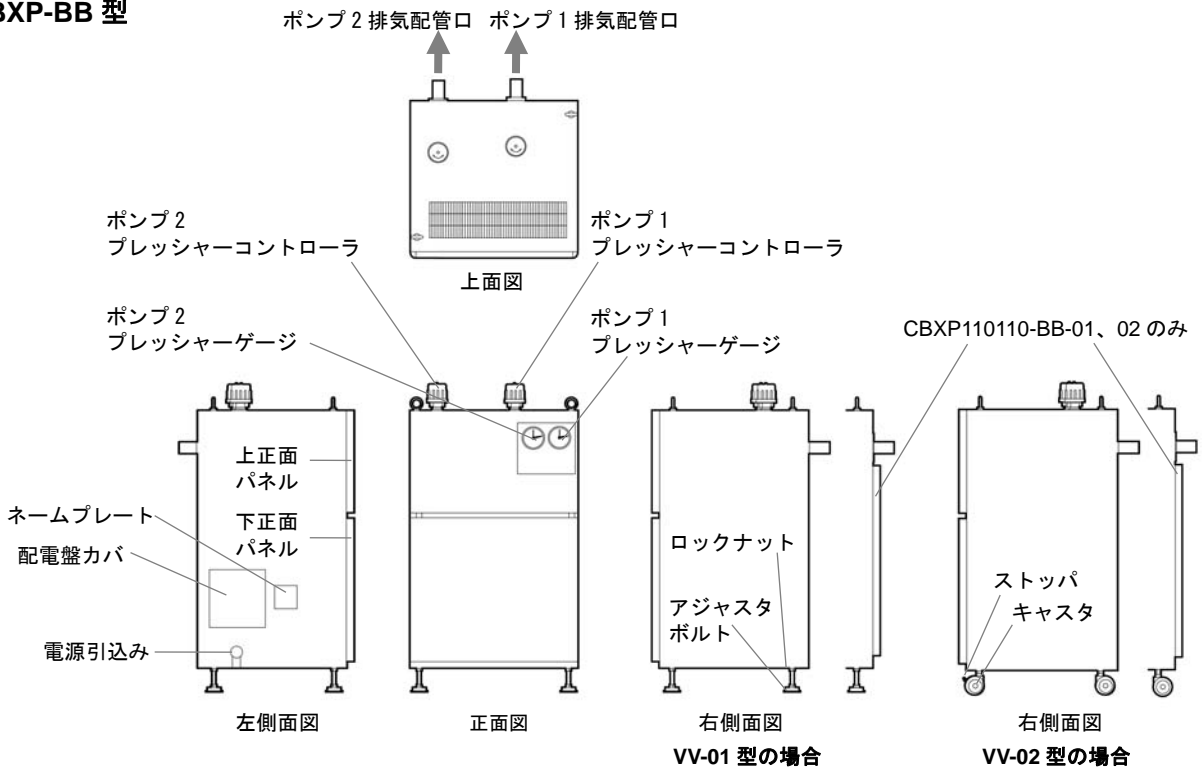 BXP-BB 型
ポンプ 2 排気配管口 ポンプ 1 排気配管口
ポンプ 2
プレッシャーコントローラ
ポンプ 1
プレッシャーコントローラ
上面図
ポンプ 2
プレッシャーゲージ
ポンプ 1
プレッシャーゲージ
CBXP110110-BB-01、02 のみ
上正面
パネル
ネームプレート
下正面
パネル
配電盤カバ
電源引込み
ロックナット
アジャスタ
ボルト
ストッパ
キャスタ
左側面図
正面図
右側面図
右側面図
VV-01 型の場合
VV-02 型の場合